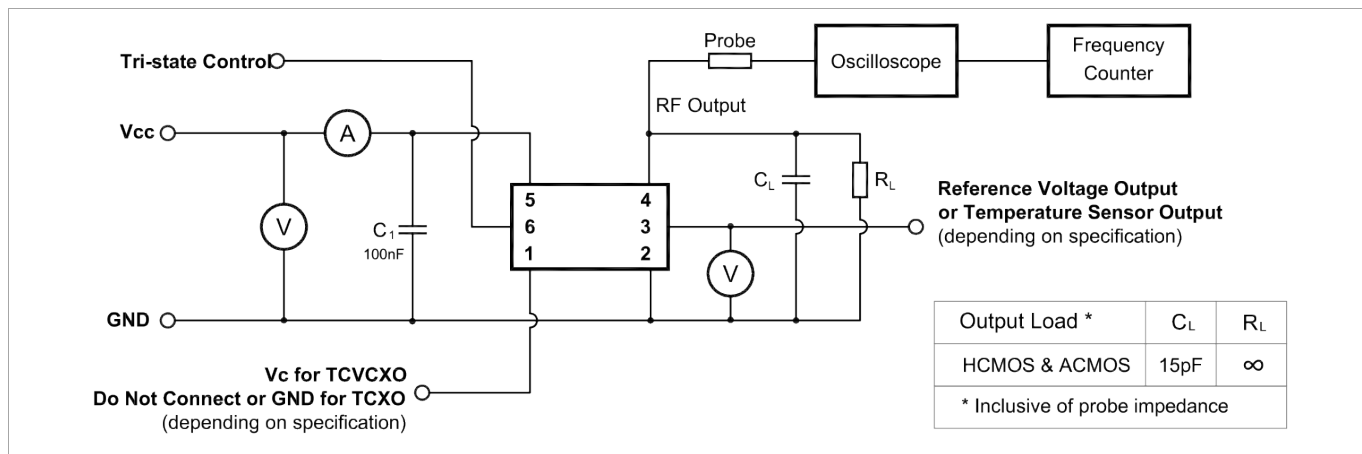 Tri-state Control
Probe
Oscilloscope
Frequency
Counter
RF Output
Vcc
A
V
C1
100nF
5
6
1
4
3
2
CL
RL
V
Reference Voltage Output
or Temperature Sensor Output
(depending on specification)
GND
Vc for TCVCXO
Do Not Connect or GND for TCXO
(depending on specification)
Output Load * CL RL
HCMOS & ACMOS 15pF ∞
* Inclusive of probe impedance